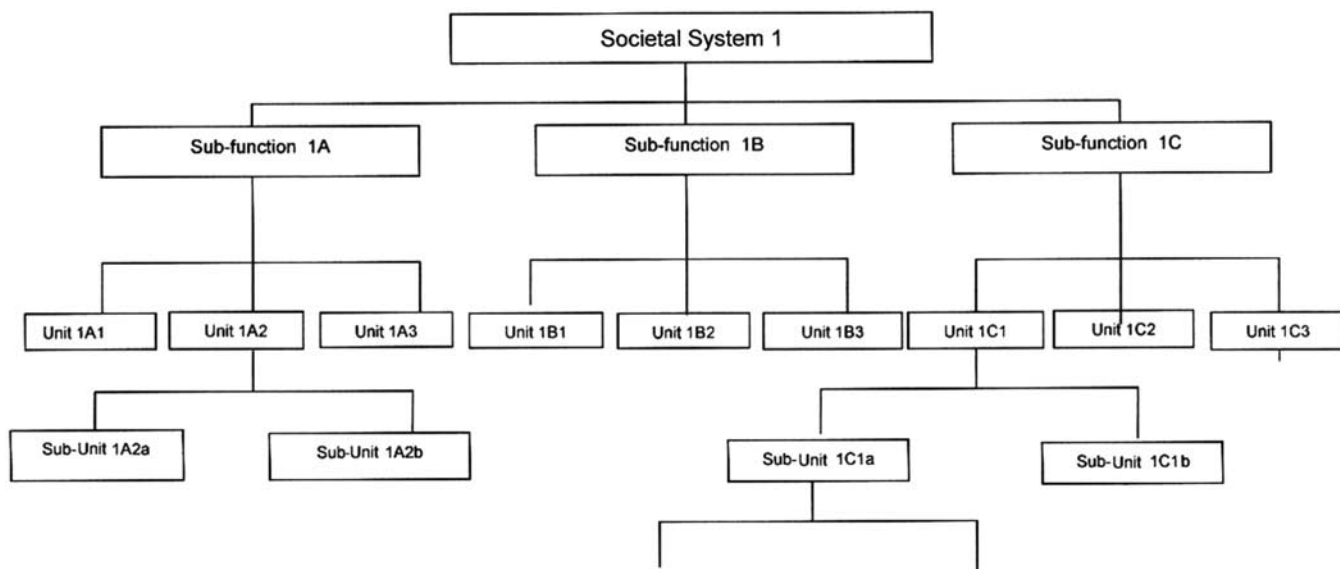 Societal System 1
Sub-function 1A
Sub-function 1B
Sub-function 1C
Unit 1A1
Unit 1A2
Unit 1A3
Unit 1B1
Unit 1B2
Unit 1B3
Unit 1C1
Unit 1C2
Unit 1C3
Sub-Unit 1A2a
Sub-Unit 1A2b
Sub-Unit 1C1a
Sub-Unit 1C1b